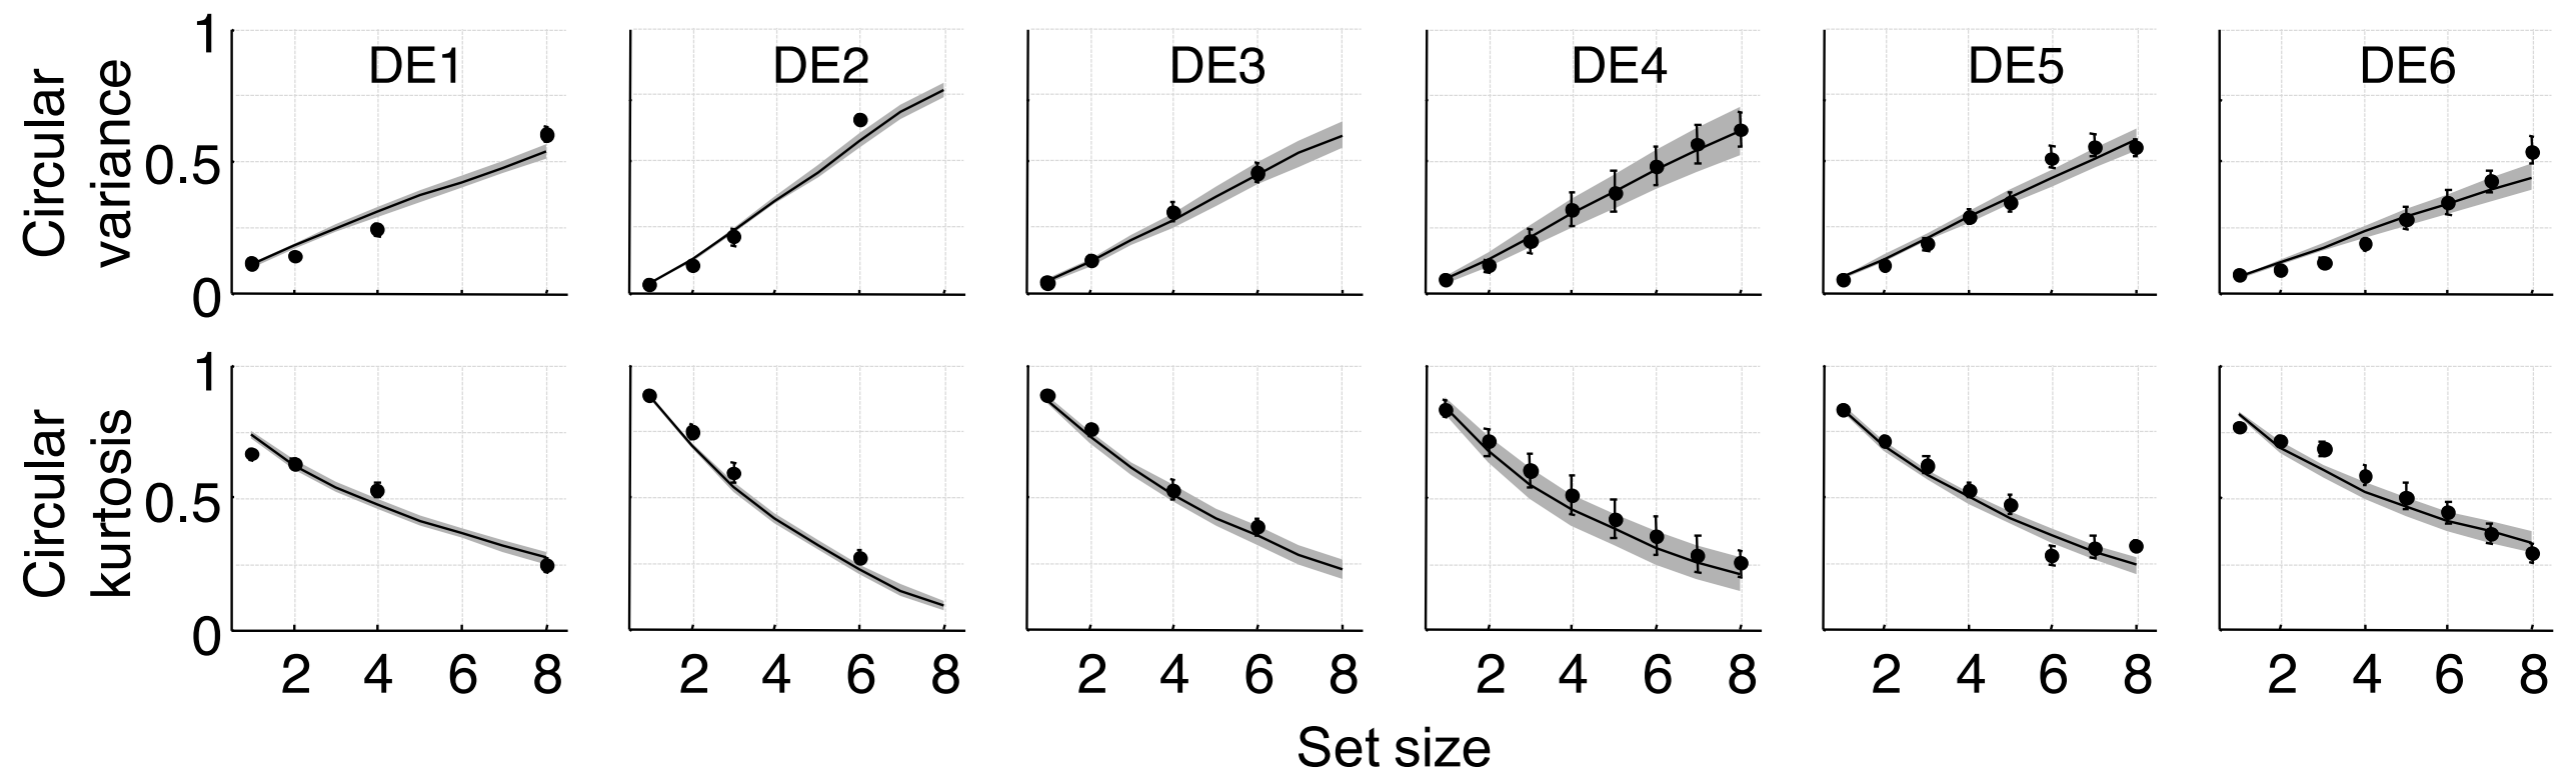 DE1 DE2 DE3 DE4 DE5 DE6
Circular
variance
1
0.5
0
Circular
kurtosis
1
0.5
0
2 4 6 8 2 4 6 8 2 4 6 8 2 4 6 8 2 4 6 8 2 4 6 8
Set size